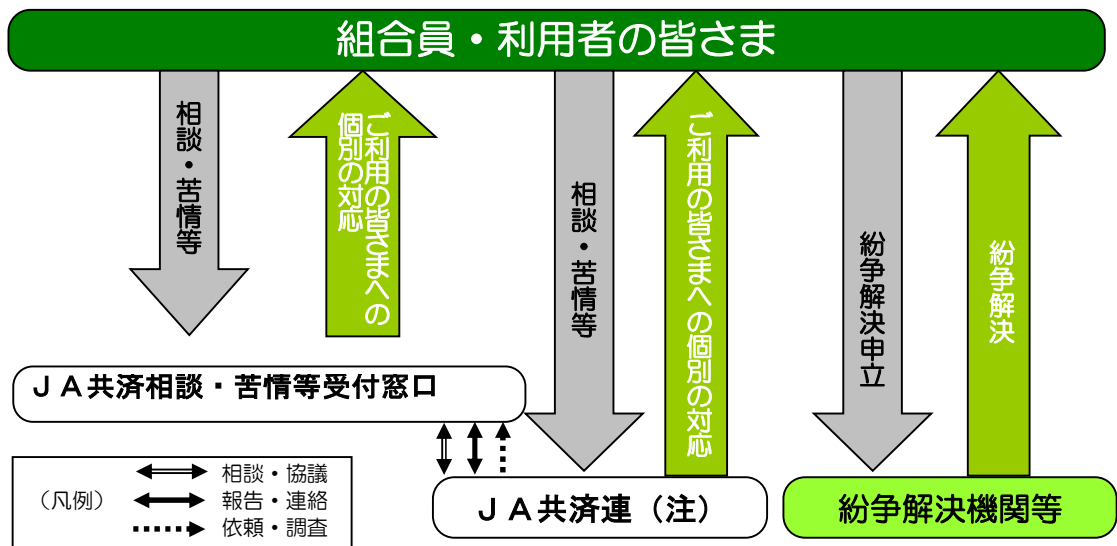 組合員・利用者の皆さま
相談・苦情等
ご利用の皆さまへの
個別の対応
相談・苦情等
ご利用の皆さまへの個別の対応
紛争解決申立
紛争解決
ＪＡ共済相談・苦情等受付窓口
ＪＡ共済連（注）
紛争解決機関等
（凡例）
相談・協議
報告・連絡
依頼・調査